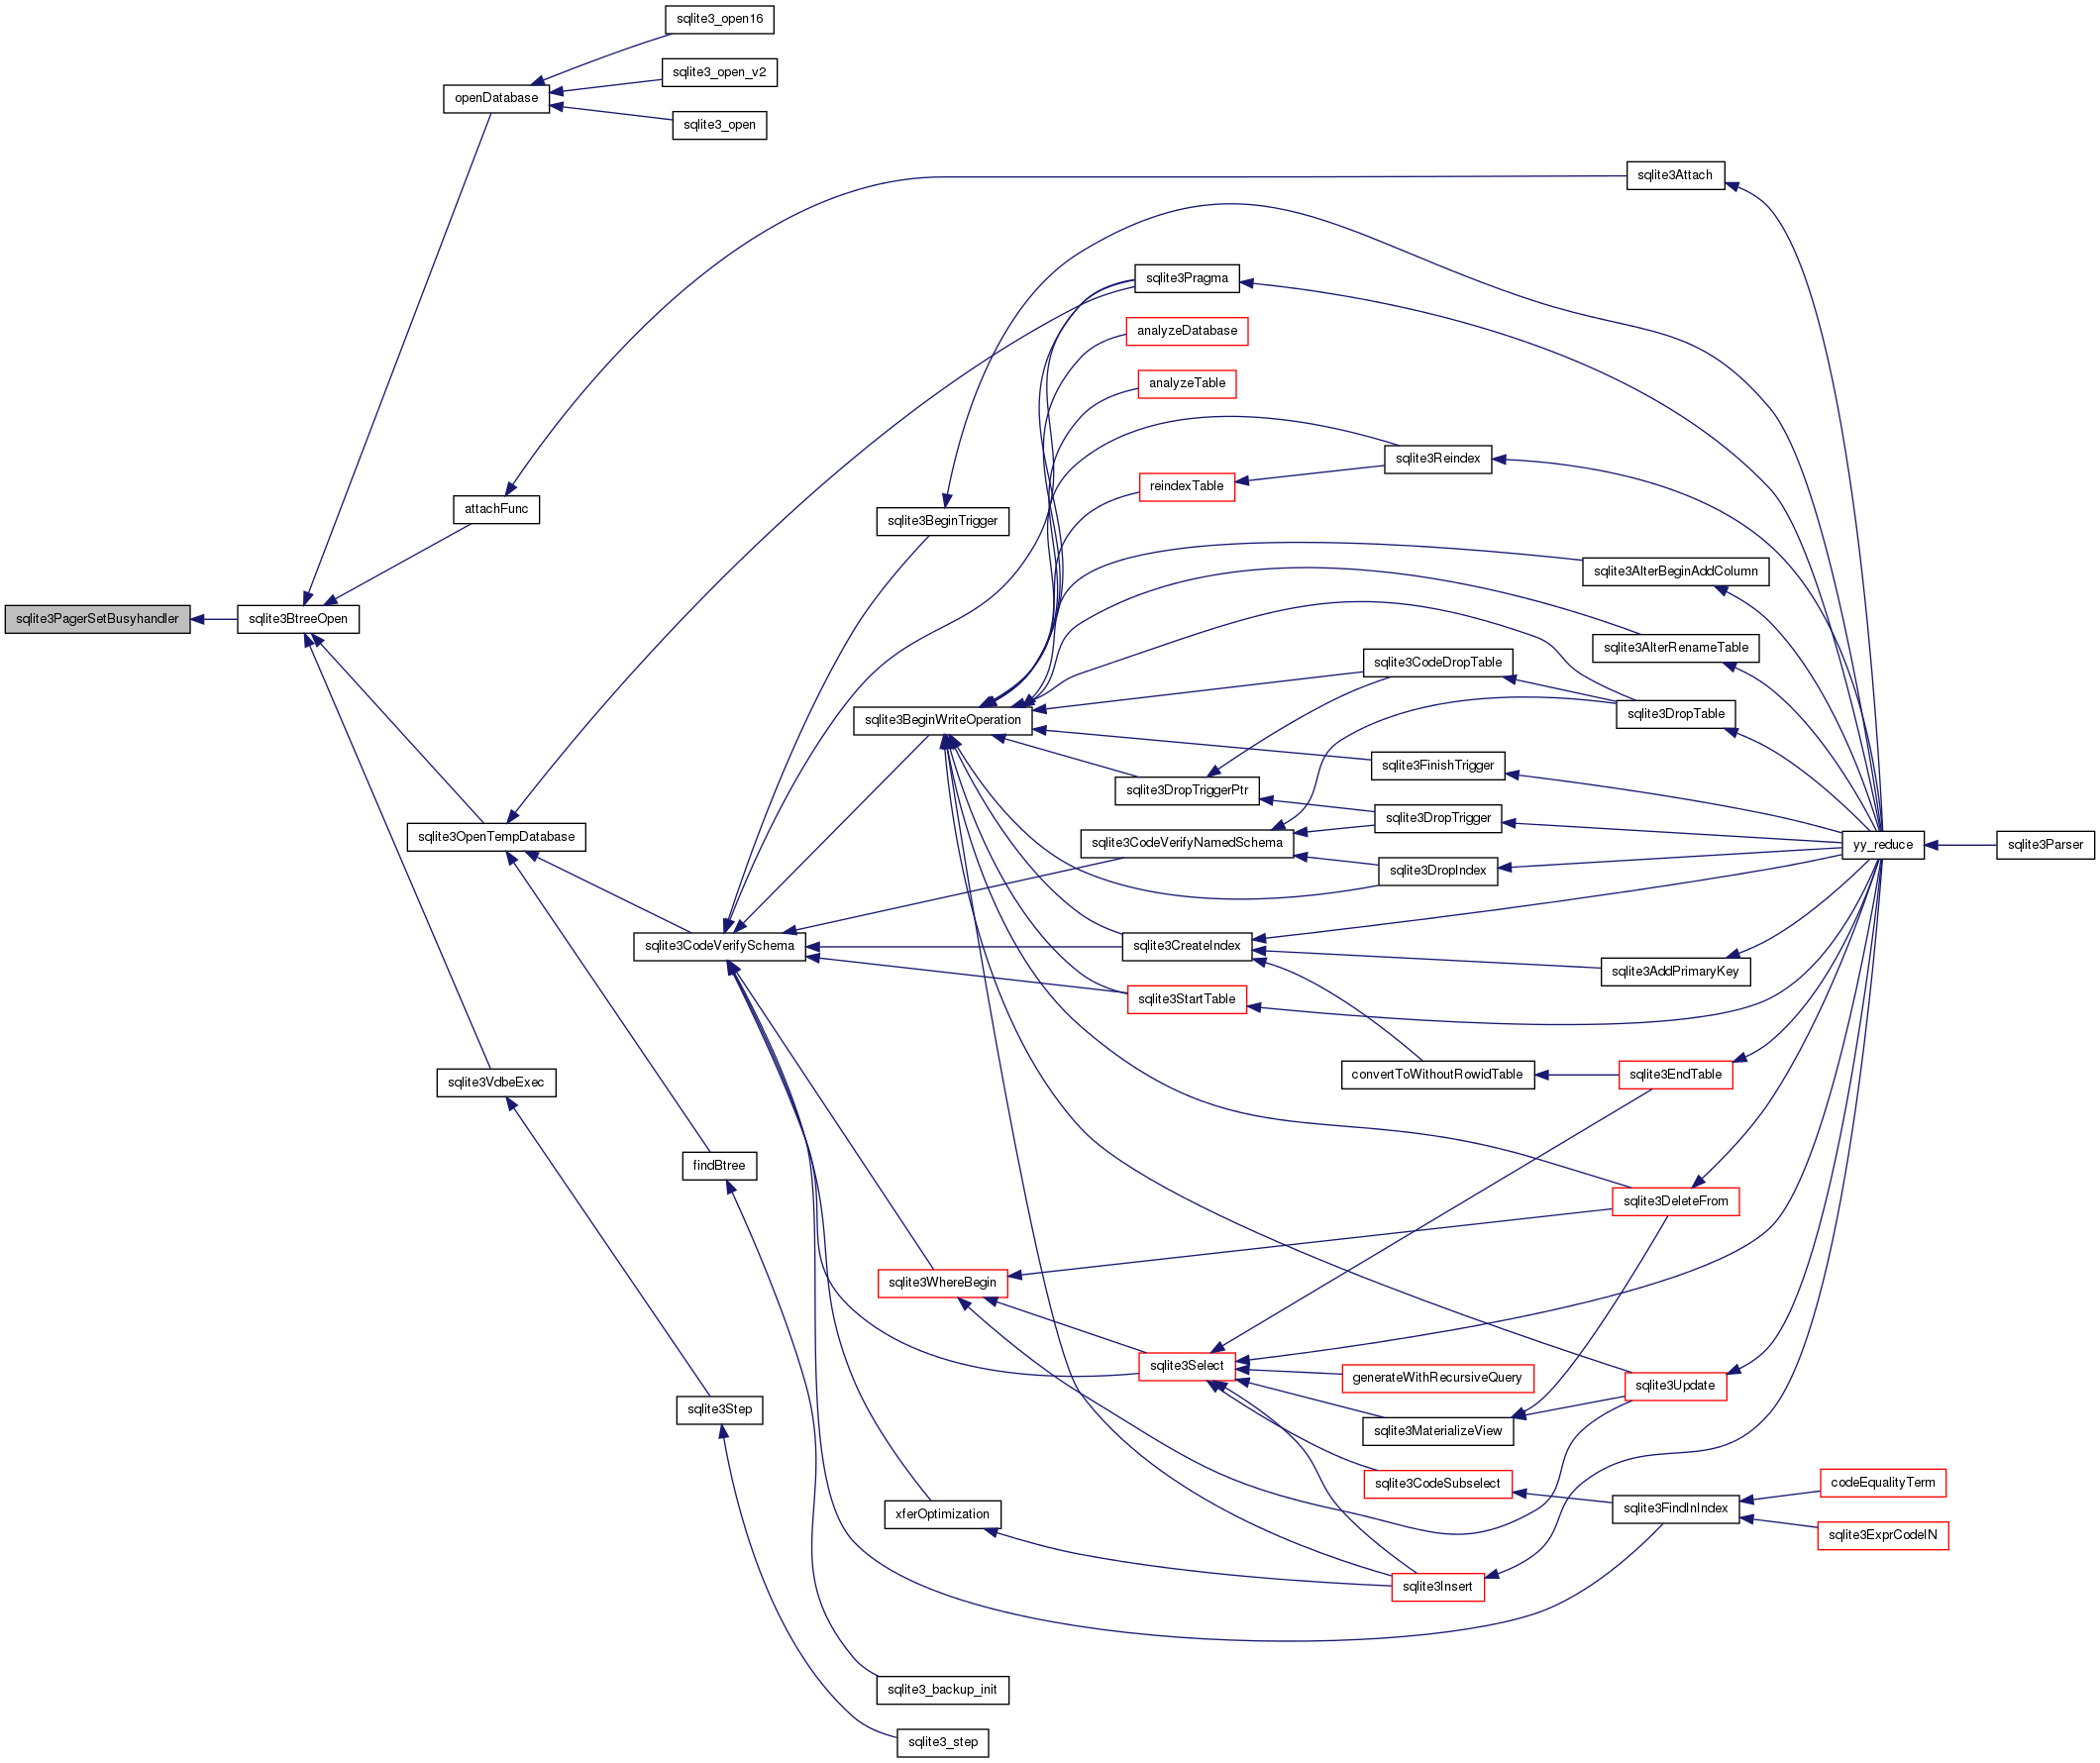 sqlite3_open16
sqlite3_open_v2
openDatabase
sqlite3_open
sqlite3Attach
sqlite3Pragma
analyzeDatabase
analyzeTable
sqlite3Reindex
reindexTable
attachFunc
sqlite3BeginTrigger
sqlite3AlterBeginAddColumn
sqlite3PagerSetBusyhandler
sqlite3BtreeOpen
sqlite3AlterRenameTable
sqlite3CodeDropTable
sqlite3DropTable
sqlite3BeginWriteOperation
sqlite3FinishTrigger
sqlite3DropTriggerPtr
sqlite3DropTrigger
sqlite3OpenTempDatabase
sqlite3CodeVerifyNamedSchema
yy_reduce
sqlite3Parser
sqlite3DropIndex
sqlite3CodeVerifySchema
sqlite3CreateIndex
sqlite3AddPrimaryKey
sqlite3StartTable
convertToWithoutRowidTable
sqlite3EndTable
sqlite3VdbeExec
findBtree
sqlite3DeleteFrom
sqlite3WhereBegin
sqlite3Select
generateWithRecursiveQuery
sqlite3Update
sqlite3Step
sqlite3MaterializeView
sqlite3CodeSubselect
codeEqualityTerm
sqlite3FindInIndex
xferOptimization
sqlite3ExprCodeIN
sqlite3Insert
sqlite3_backup_init
sqlite3_step